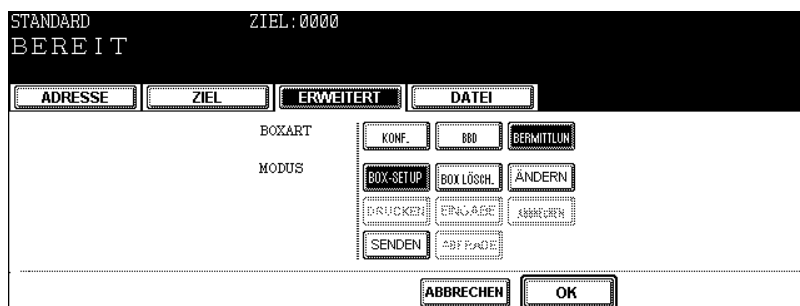 STANDARD ZIEL:0000
BEREIT
ADRESSE ZIEL ERWEITERT DATEI
BOXART KONF. BBD BERMITTLUN
MODUS BOX-SETUP BOX LÖSCH. ÄNDERN
DRUCKEN EINGABE ABBRECHEN
SENDEN ABFRAGE
ABBRECHEN OK